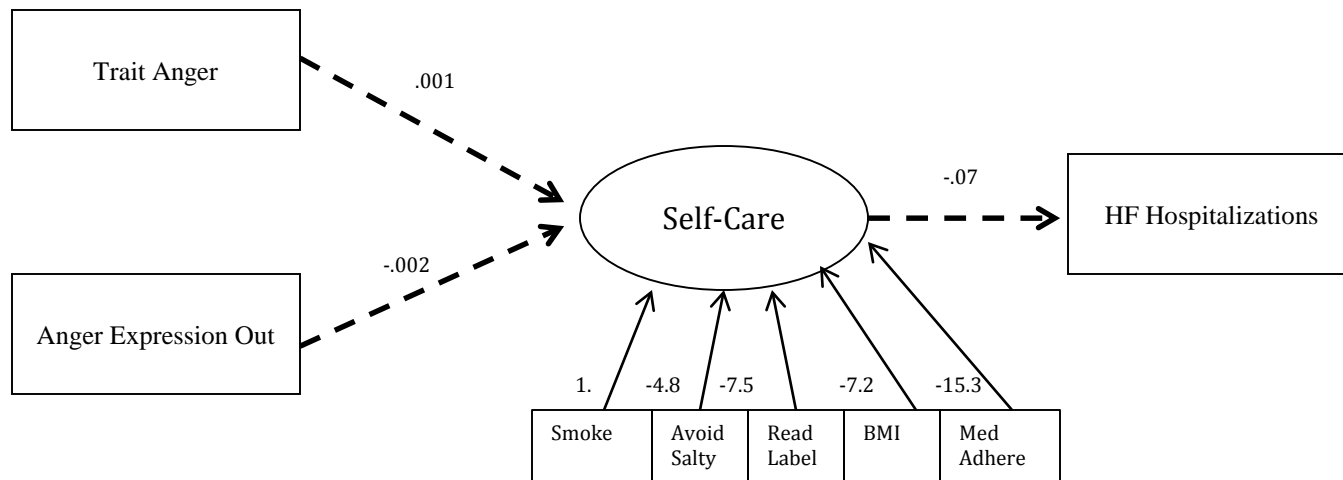 Trait Anger
.001
-.07
Self-Care
HF Hospitalizations
-.002
Anger Expression Out
1.
-4.8
-7.5
-7.2
-15.3
Smoke
Avoid
Salty
Read
Label
BMI
Med
Adhere